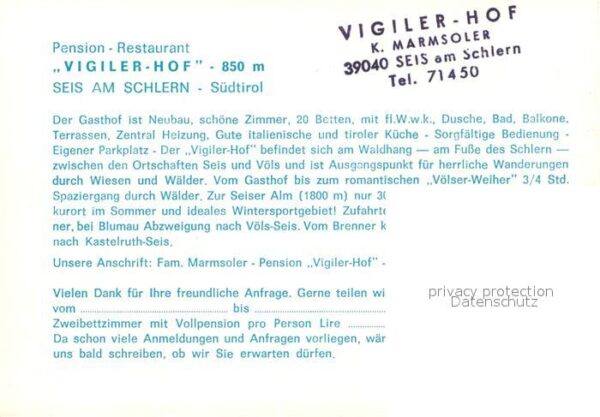 Pension - Restaurant
„VIGILER-HOF" - 850 m
SEIS AM SCHLERN - Südtirol
VIGILER-HOF
K. MARMSOLER
39040 SEIS am Schlern
Tel. 71450
Der Gasthof ist Neubau, schöne Zimmer, 20 Betten, mit fl.W.w.k., Dusche, Bad, Balkone,
Terrassen, Zentral Heizung, Gute italienische und tiroler Küche - Sorgfältige Bedienung -
Eigener Parkplatz - Der „Vigiler-Hof" befindet sich am Waldhang — am Fuße des Schlern —
zwischen den Ortschaften Seis und Völs und ist Ausgangspunkt für herrliche Wanderungen
durch Wiesen und Wälder. Vom Gasthof bis zum romantischen „Völser-Weiher" 3/4 Std.
Spaziergang durch Wälder. Zur Seiser Alm (1800 m) nur
kurort im Sommer und ideales Wintersportgebiet!
ner, bei Blumau Abzweigung nach Völs-Seis. Vom Brenner
nach Kastelruth-Seis.
Unsere Anschrift: Fam. Marmsoler - Pension „Vigiler-Hof" -
Vielen Dank für Ihre freundliche Anfrage. Gerne teilen
vom ........................ bis ........................
Zweibettzimmer mit Vollpension pro Person Lire ............
Da schon viele Anmeldungen und Anfragen vorliegen,
uns bald schreiben, ob wir Sie erwarten dürfen.
privacy protection
Datenschutz